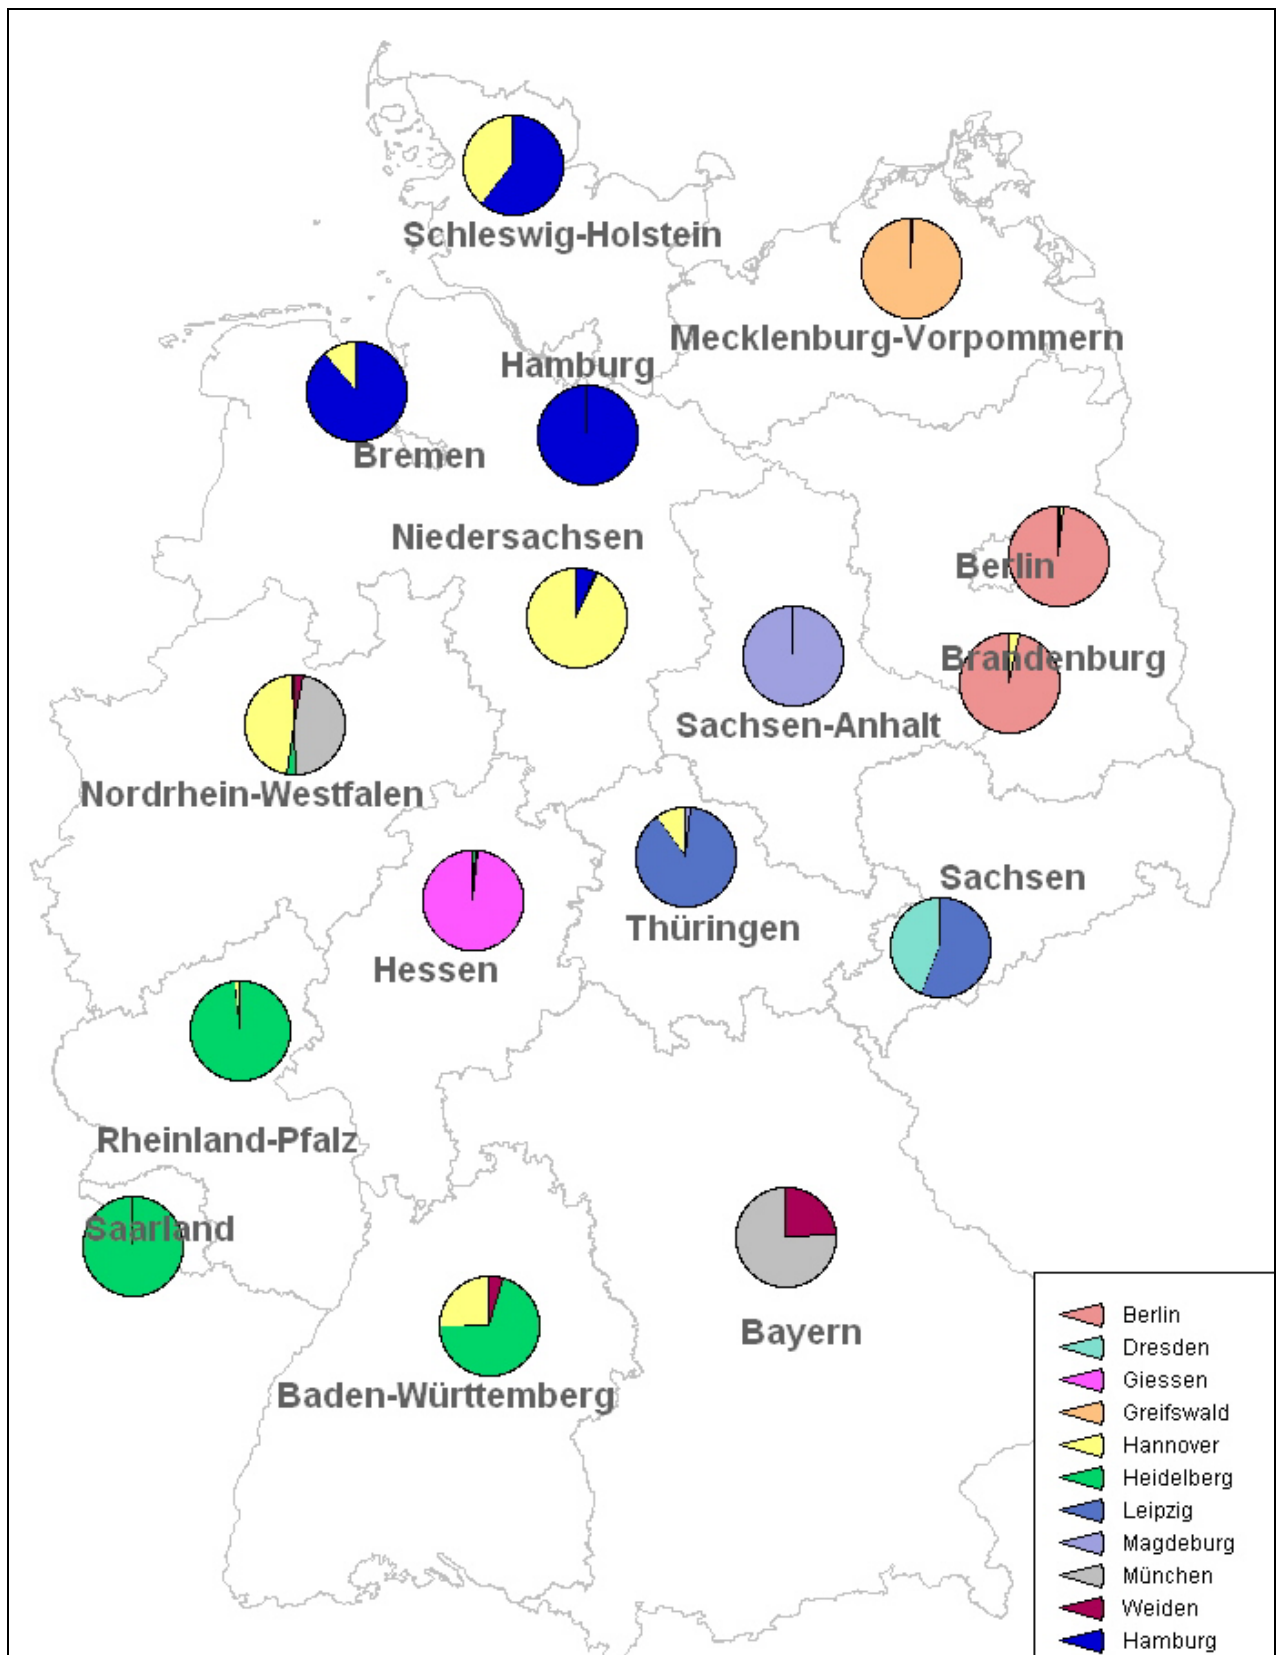 Schleswig-Holstein
Mecklenburg-Vorpommern
Hamburg
Bremen
Niedersachsen
Berlin
Brandenburg
Sachsen-Anhalt
Nordrhein-Westfalen
Sachsen
Thüringen
Hessen
Rheinland-Pfalz
Saarland
Bayern
Baden-Württemberg
Berlin
Dresden
Giessen
Greifswald
Hannover
Heidelberg
Leipzig
Magdeburg
München
Weiden
Hamburg